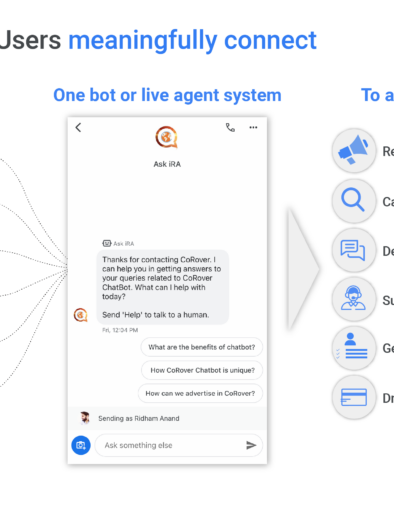 Users meaningfully connect
One bot or live agent system
To a
Ask iRA
Ask iRA
Thanks for contacting CoRover. I
can help you in getting answers to
your queries related to CoRover
ChatBot. What can I help with
today?
Send 'Help' to talk to a human.
Fri, 12:04 PM
What are the benefits of chatbot?
How CoRover Chatbot is unique?
How can we advertise in CoRover?
Sending as Ridham Anand
Ask something else
Re
Ca
De
Su
Ge
Dr